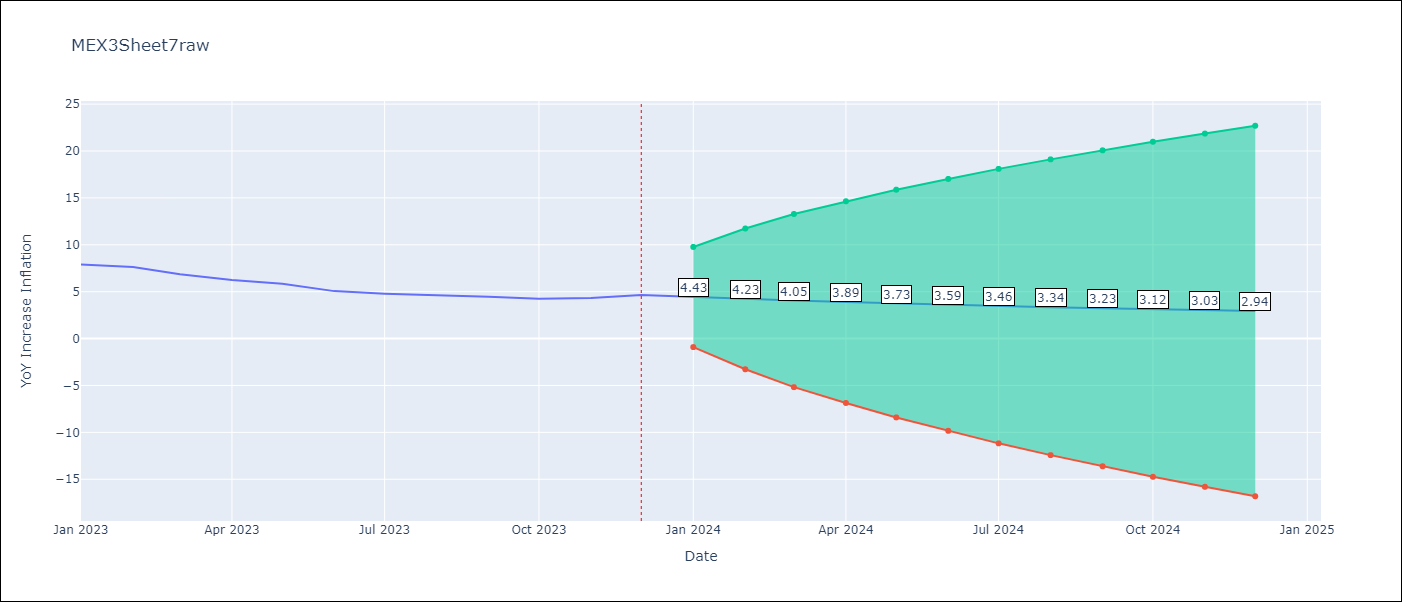 MEX3Sheet7raw
YoY Increase Inflation
25
20
15
10
5
0
−5
−10
−15
4.43
4.23
4.05
3.89
3.73
3.59
3.46
3.34
3.23
3.12
3.03
2.94
Jan 2023
Apr 2023
Jul 2023
Oct 2023
Jan 2024
Apr 2024
Jul 2024
Oct 2024
Jan 2025
Date